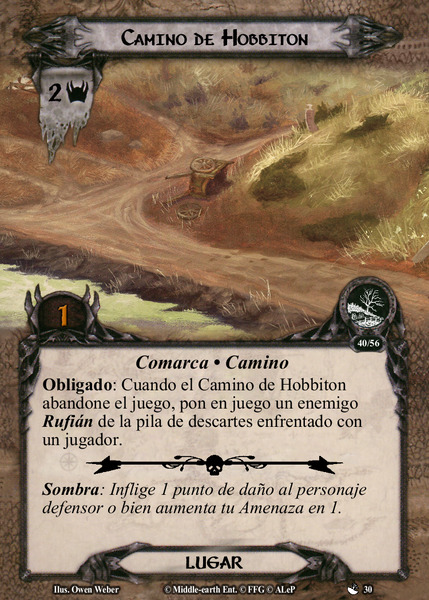 Camino de Hobbiton
2
1
40/56
Comarca • Camino
Obligado: Cuando el Camino de Hobbiton
abandone el juego, pon en juego un enemigo
Rufián de la pila de descartes enfrentado con
un jugador.
Sombra: Inflige 1 punto de daño al personaje
defensor o bien aumenta tu Amenaza en 1.
LUGAR
Ilus. Owen Weber
© Middle-earth Ent. © FFG © ALeP
30